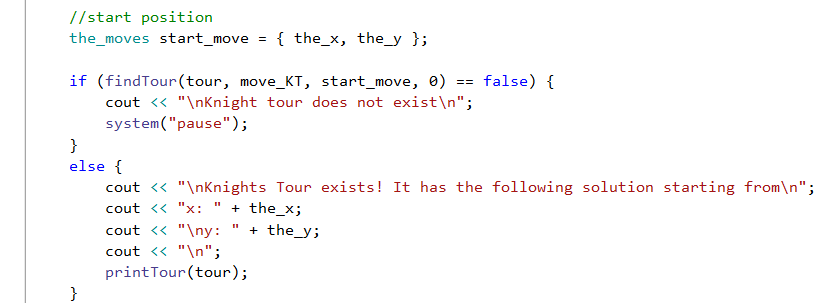 //start position
the_moves start_move = { the_x, the_y };
if (findTour(tour, move_KT, start_move, 0) == false) {
cout << "\nKnight tour does not exist\n";
system("pause");
}
else {
cout << "\nKnights Tour exists! It has the following solution starting from\n";
cout << "x: " + the_x;
cout << "\ny: " + the_y;
cout << "\n";
printTour(tour);
}